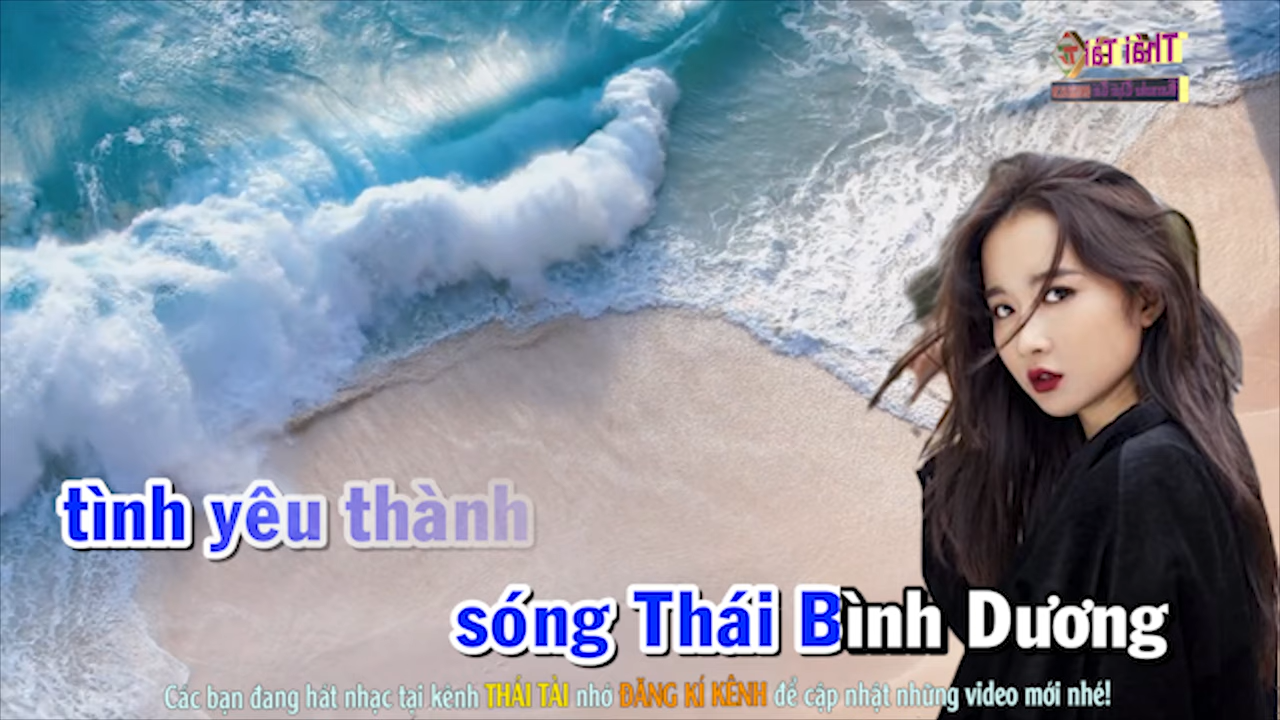 tình yêu thành
sóng Thái Bình Dương
Các bạn đang hát nhạc tại kênh THÁI TÀI nhớ ĐĂNG KÍ KÊNH để cập nhật những video mới nhé!